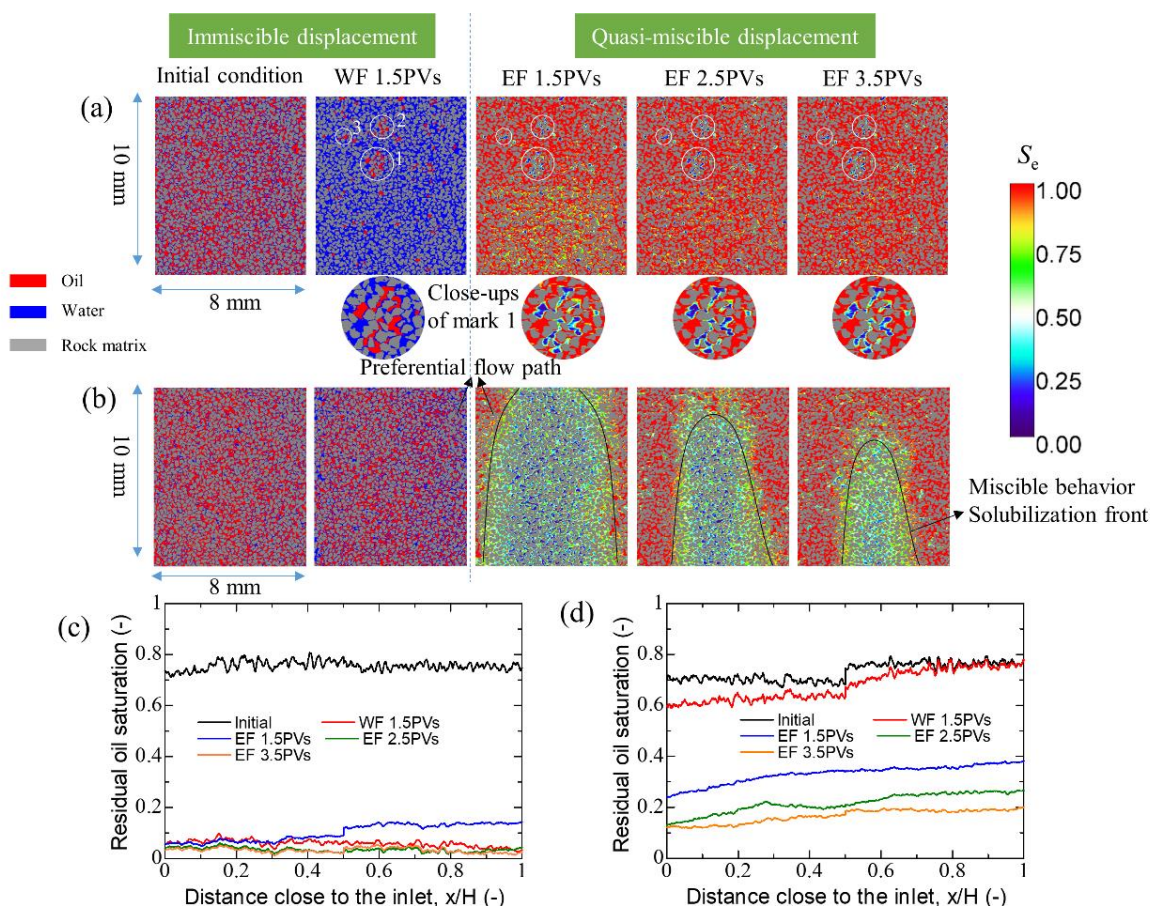 Immiscible displacement
Quasi-miscible displacement
Initial condition
WF 1.5PVs
EF 1.5PVs
EF 2.5PVs
EF 3.5PVs
(a)
10 mm
3
2
1
8 mm
Oil
Water
Rock matrix
Close-ups
of mark 1
Se
1.00
0.75
0.50
0.25
0.00
Preferential flow path
(b)
10 mm
8 mm
Miscible behavior
Solubilization front
(c)
Residual oil saturation (-)
1
0.8
0.6
0.4
0.2
0
Initial
WF 1.5PVs
EF 1.5PVs
EF 2.5PVs
EF 3.5PVs
0 0.2 0.4 0.6 0.8 1
Distance close to the inlet, x/H (-)
(d)
Residual oil saturation (-)
1
0.8
0.6
0.4
0.2
0
Initial
WF 1.5PVs
EF 1.5PVs
EF 2.5PVs
EF 3.5PVs
0 0.2 0.4 0.6 0.8 1
Distance close to the inlet, x/H (-)